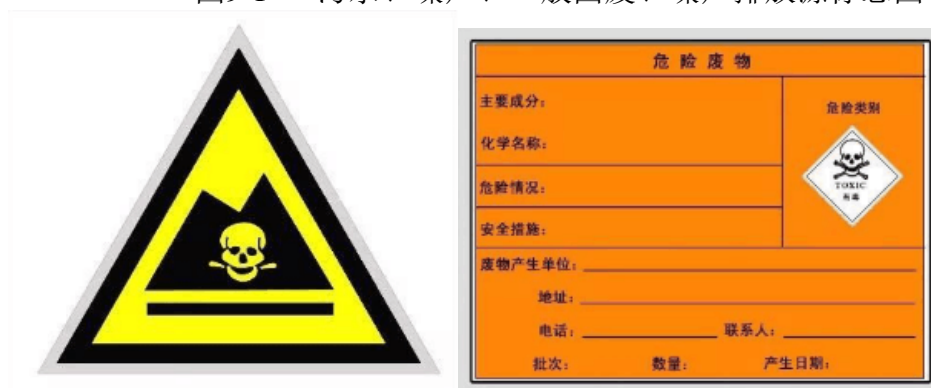 危险废物
主要成分：
危险类别
化学名称：
TOXIC
有毒
危险情况：
安全措施：
废物产生单位：
地址：
电话： 联系人：
批次： 数量： 产生日期：